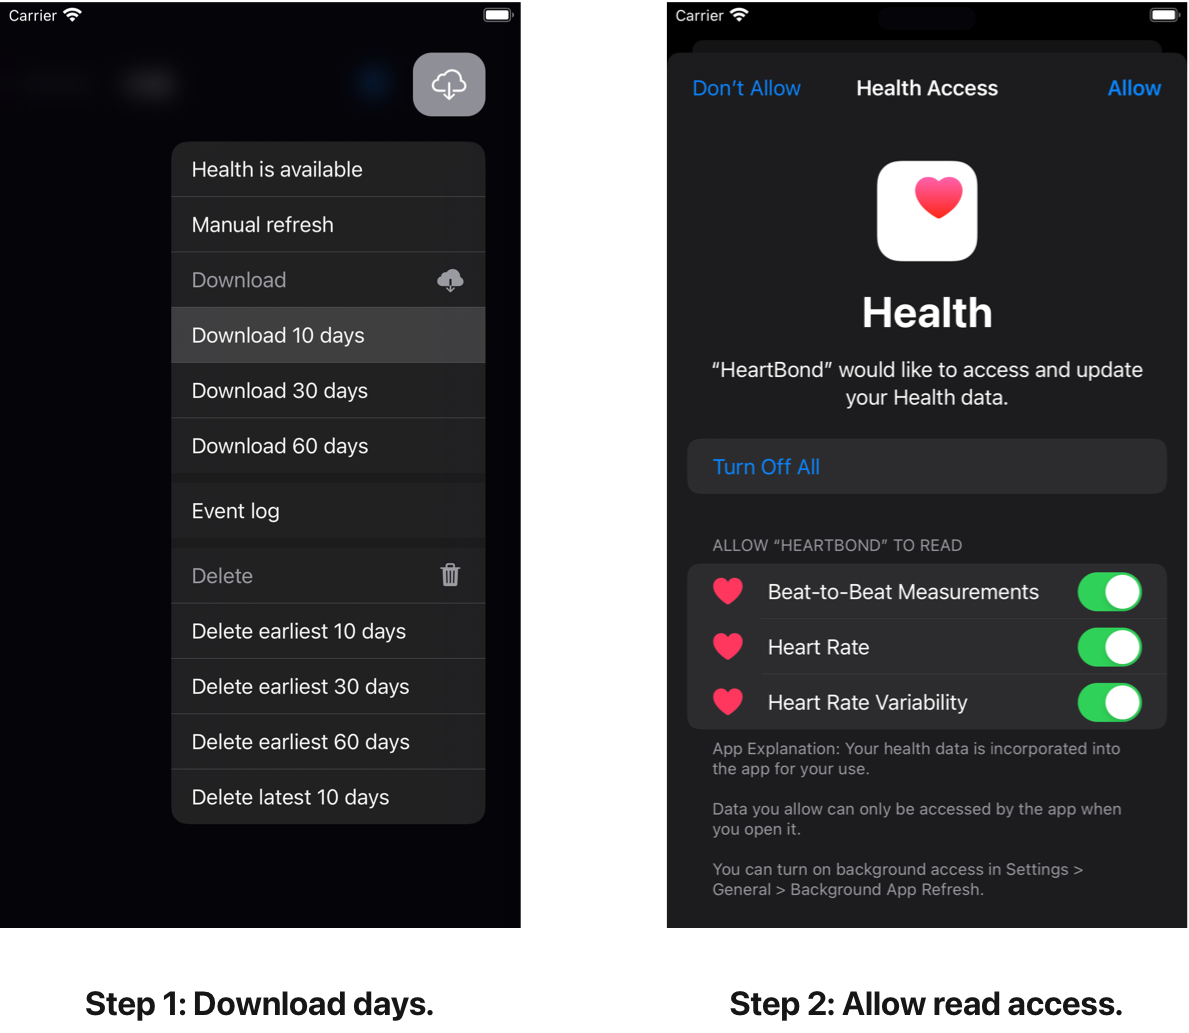 Carrier
Health is available
Manual refresh
Download
Download 10 days
Download 30 days
Download 60 days
Event log
Delete
Delete earliest 10 days
Delete earliest 30 days
Delete earliest 60 days
Delete latest 10 days
Step 1: Download days.
Carrier
Don’t Allow
Health Access
Allow
Health
“HeartBond” would like to access and update
your Health data.
Turn Off All
ALLOW “HEARTBOND” TO READ
Beat-to-Beat Measurements
Heart Rate
Heart Rate Variability
App Explanation: Your health data is incorporated into
the app for your use.
Data you allow can only be accessed by the app when
you open it.
You can turn on background access in Settings >
General > Background App Refresh.
Step 2: Allow read access.